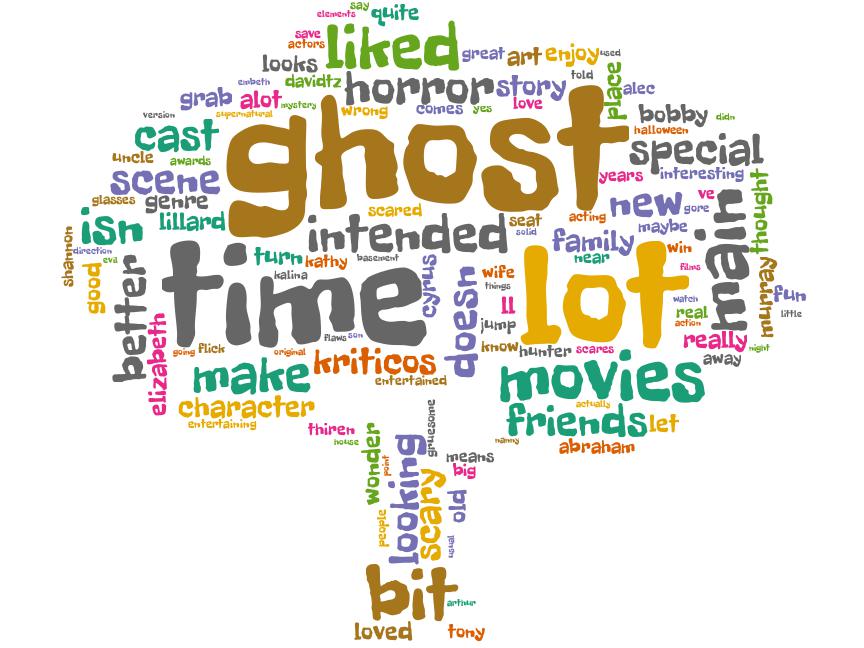 say
elements quite
save
actors liked great art enjoy used
looks
embeth davidtz horror story told place alec
grab alot mystery wrong comes yes love
version supernatural bobby didn
cast ghost halloween
uncle awards special
scene years interesting
glasses genre scared new ve gore
isn lillard intended seat acting main thought
solid maybe
shannon direction turn kathy basement family near win
evil kalina cyrus doesn wife films
good better time things lot watch murray fun
ll real little
jump action
elizabeth flaws son know hunter scares really night
going flick original kriticos away
make entertained movies
character actually
entertaining friends let
thiren gruesome nanny abraham
house wonder looking means
point scary big
people old
usual
bit arthur
loved tony